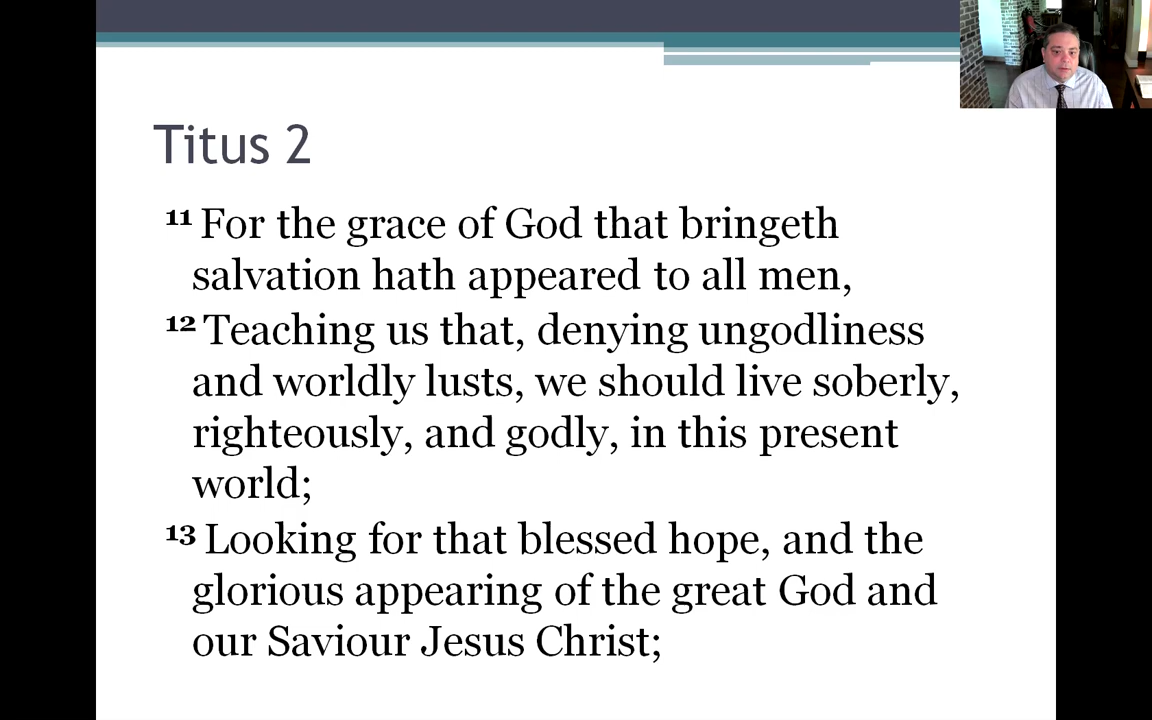 Titus 2
11 For the grace of God that bringeth
salvation hath appeared to all men,
12 Teaching us that, denying ungodliness
and worldly lusts, we should live soberly,
righteously, and godly, in this present
world;
13 Looking for that blessed hope, and the
glorious appearing of the great God and
our Saviour Jesus Christ;